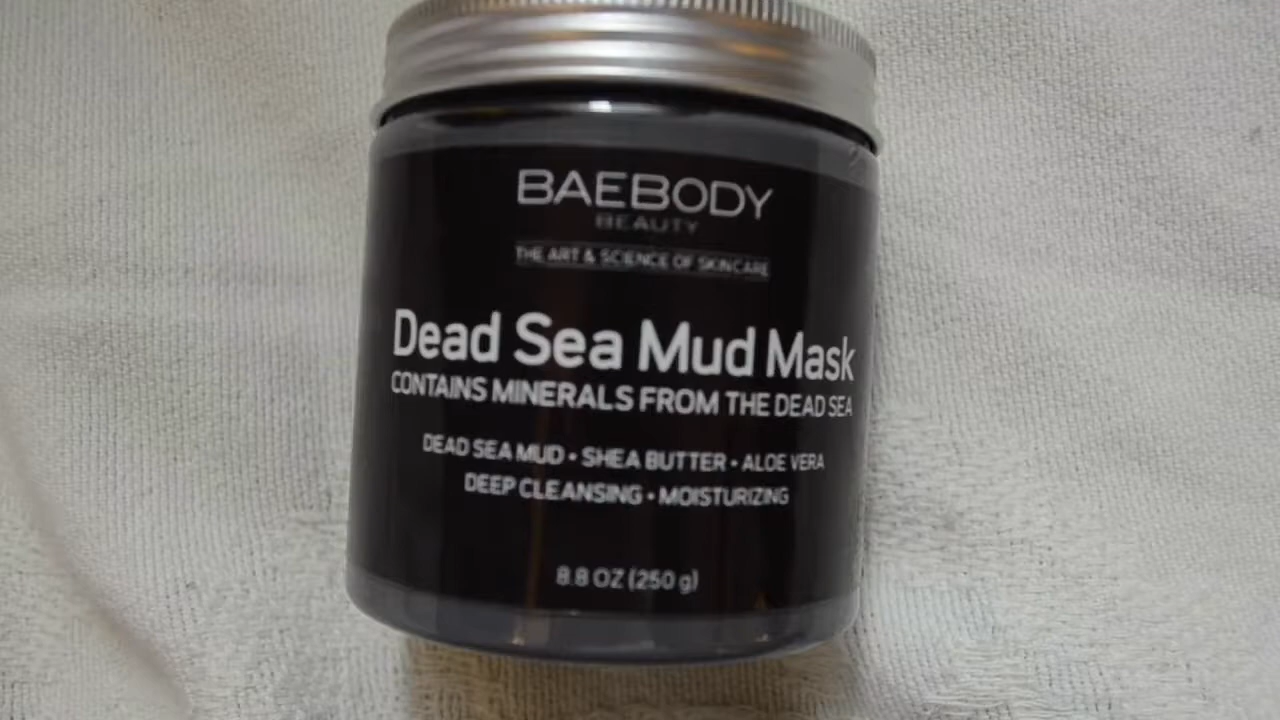 BAEBODY
BEAUTY
THE ART & SCIENCE OF SKINCARE
Dead Sea Mud Mask
CONTAINS MINERALS FROM THE DEAD SEA
DEAD SEA MUD • SHEA BUTTER • ALOE VERA
DEEP CLEANSING • MOISTURIZING
8.8 OZ (250 g)